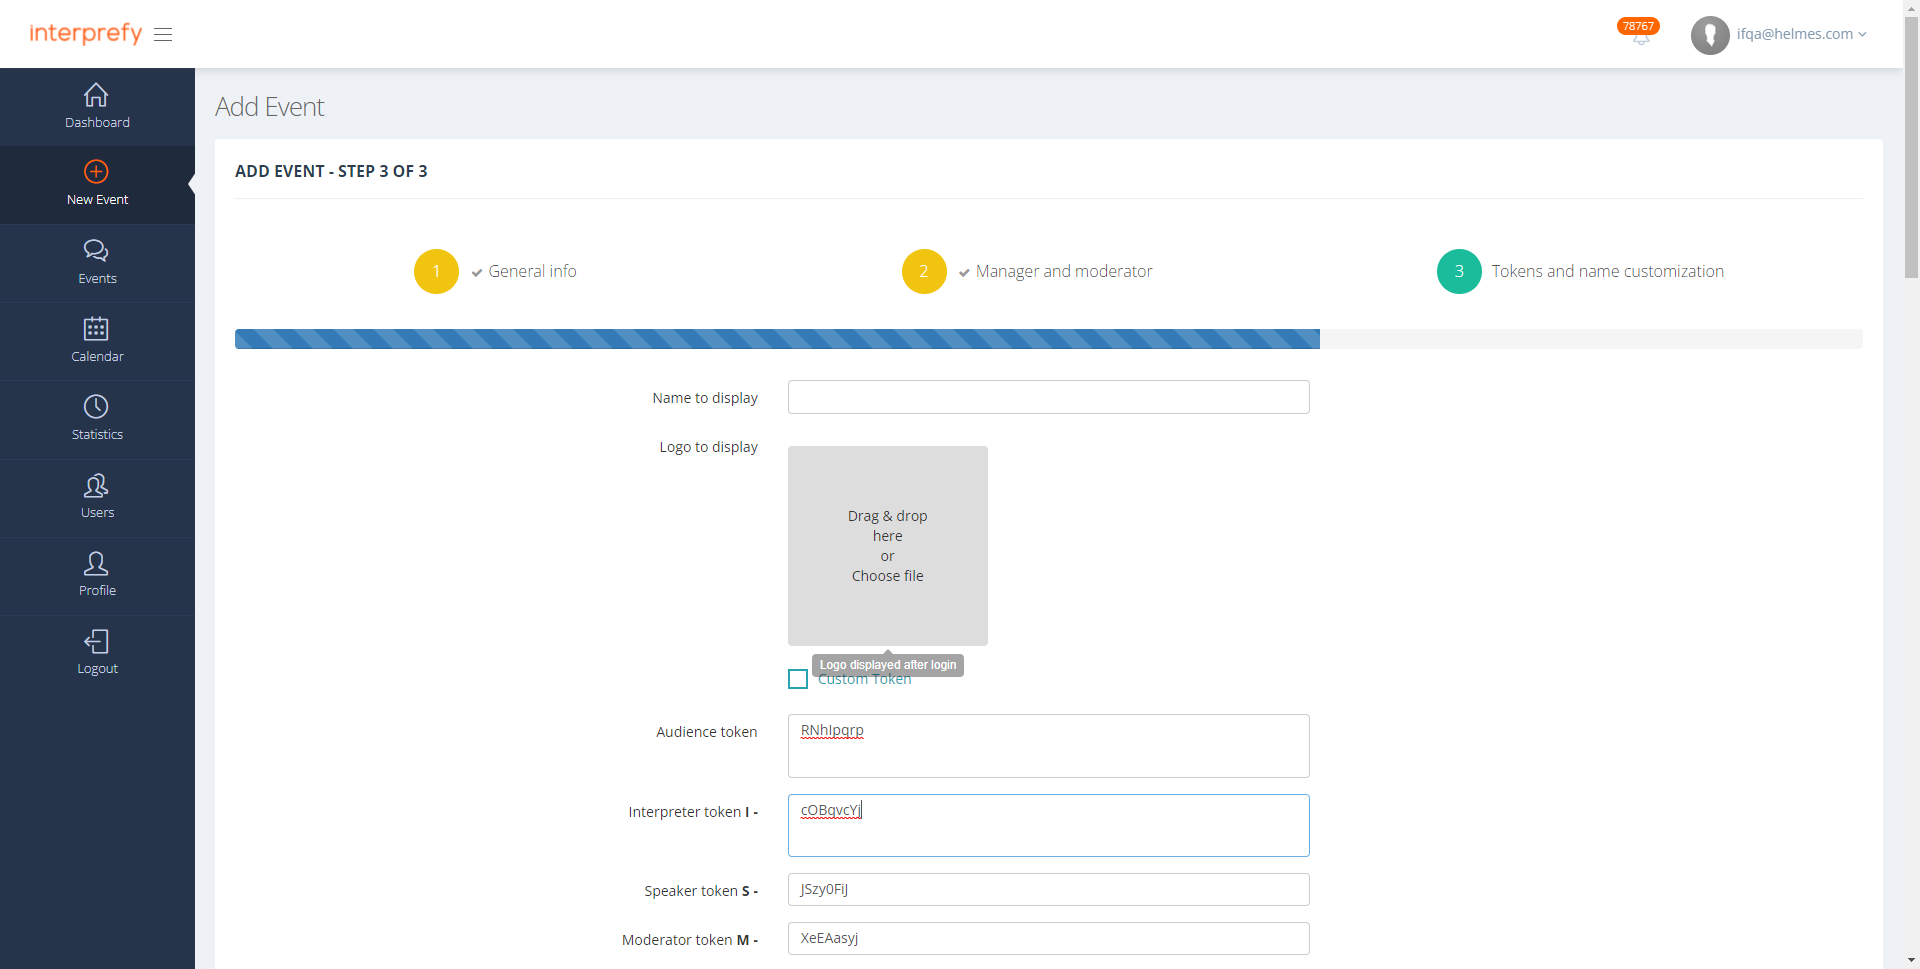 interprefy
78767
ifqa@helmes.com
Dashboard
New Event
Events
Calendar
Statistics
Users
Profile
Logout
Add Event
ADD EVENT - STEP 3 OF 3
1 General info
2 Manager and moderator
3 Tokens and name customization
Name to display
Logo to display
Drag & drop
here
or
Choose file
Logo displayed after login
Custom Token
Audience token
RNhIpqrp
Interpreter token I -
cOBqvcYj
Speaker token S -
JSzy0FiJ
Moderator token M -
XeEAasyj